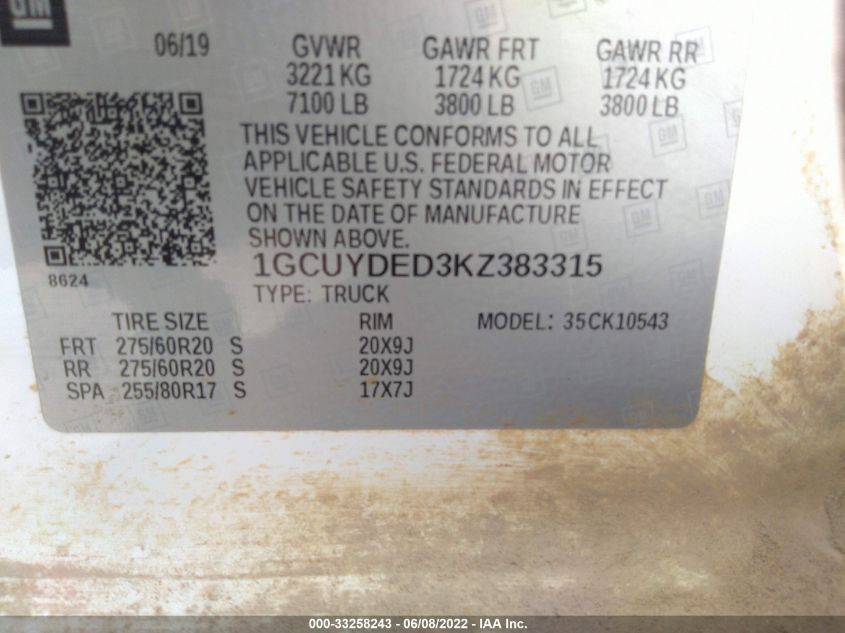 GM
06/19 GVWR GAWR FRT GAWR RR
3221 KG 1724 KG 1724 KG
7100 LB 3800 LB 3800 LB
THIS VEHICLE CONFORMS TO ALL
APPLICABLE U.S. FEDERAL MOTOR
VEHICLE SAFETY STANDARDS IN EFFECT
ON THE DATE OF MANUFACTURE
SHOWN ABOVE.
8624
1GCUYDED3KZ383315
TYPE: TRUCK
TIRE SIZE RIM MODEL: 35CK10543
FRT 275/60R20 S 20X9J
RR 275/60R20 S 20X9J
SPA 255/80R17 S 17X7J
000-33258243 - 06/08/2022 - IAA Inc.